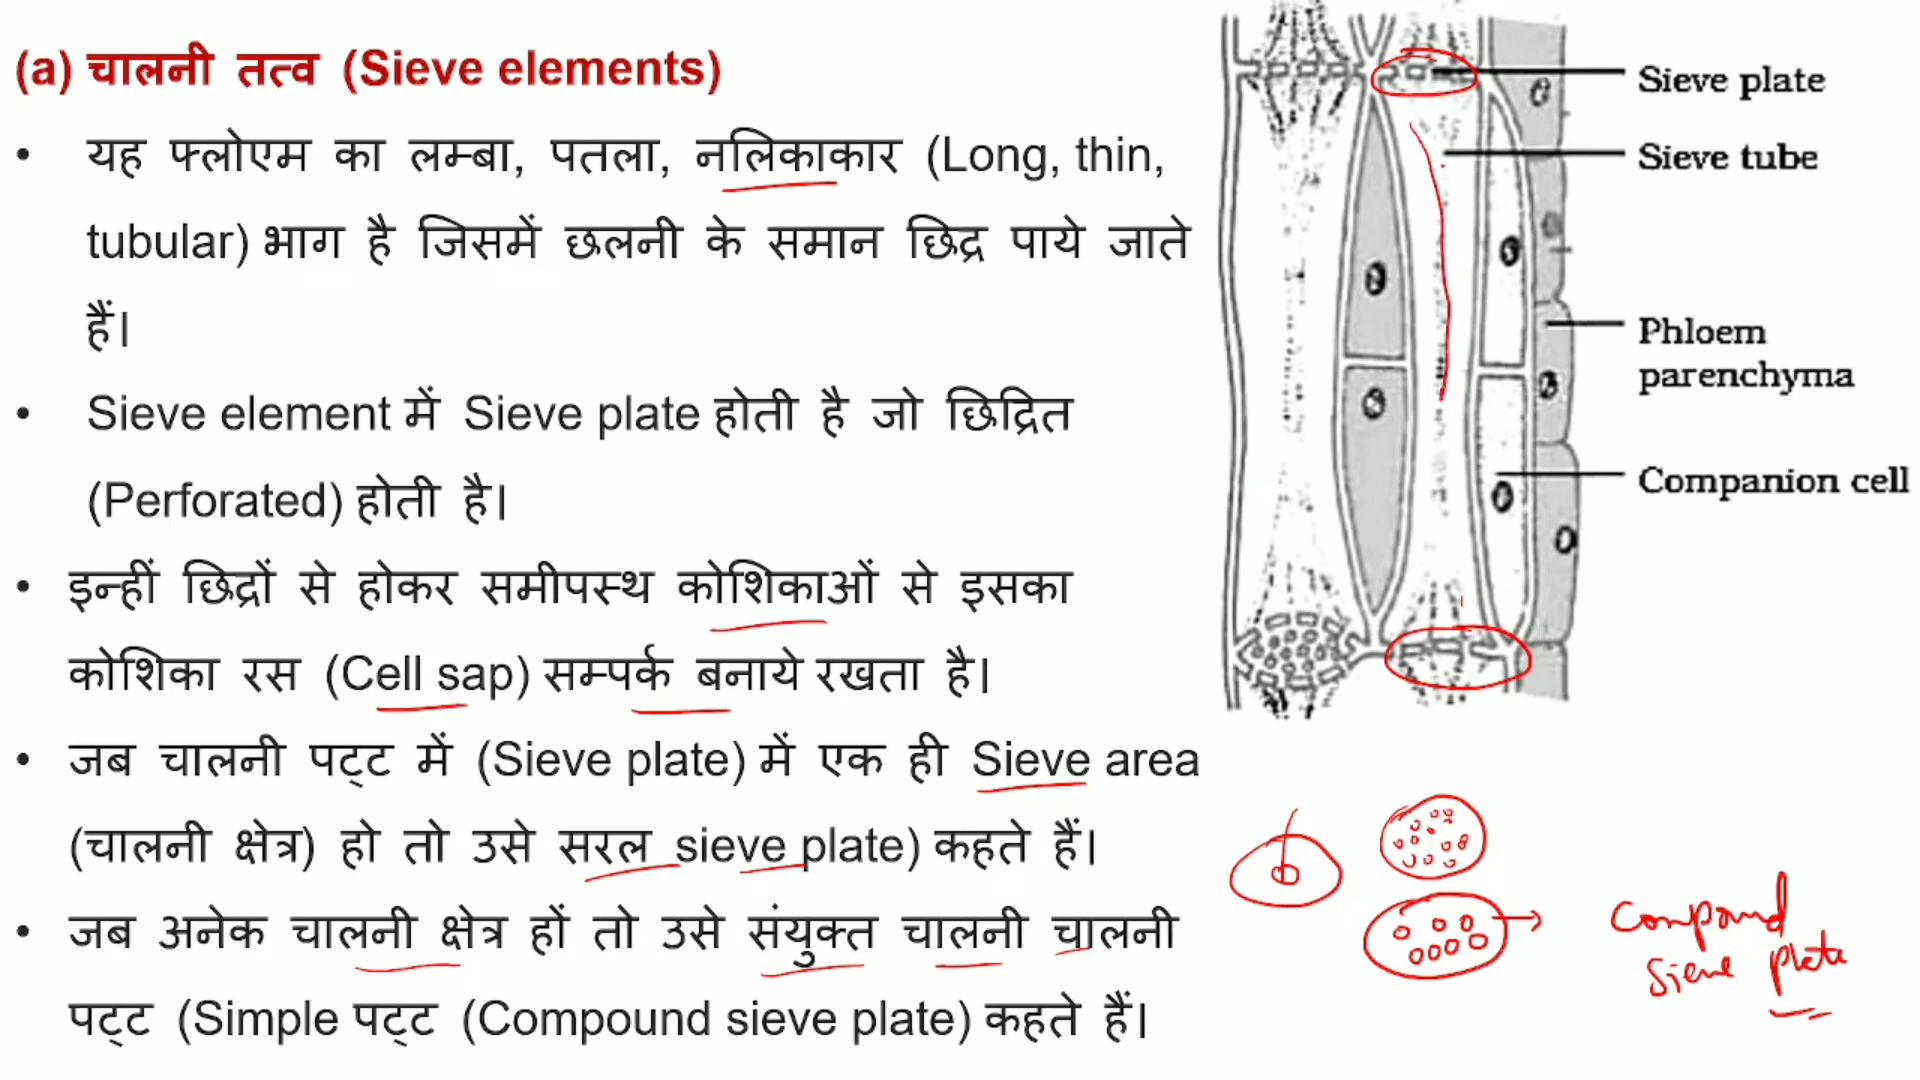 (a) चालनी तत्व (Sieve elements)
• यह फ्लोएम का लम्बा, पतला, नलिकाकार (Long, thin,
tubular) भाग है जिसमें छलनी के समान छिद्र पाये जाते
हैं।
• Sieve element में Sieve plate होती है जो छिद्रित
(Perforated) होती है।
• इन्हीं छिद्रों से होकर समीपस्थ कोशिकाओं से इसका
कोशिका रस (Cell sap) सम्पर्क बनाये रखता है।
• जब चालनी पट्ट में (Sieve plate) में एक ही Sieve area
(चालनी क्षेत्र) हो तो उसे सरल sieve plate) कहते हैं।
• जब अनेक चालनी क्षेत्र हों तो उसे संयुक्त चालनी चालनी
पट्ट (Simple पट्ट (Compound sieve plate) कहते हैं।
Sieve plate
Sieve tube
Phloem
parenchyma
Companion cell
Compound
Sieve plate